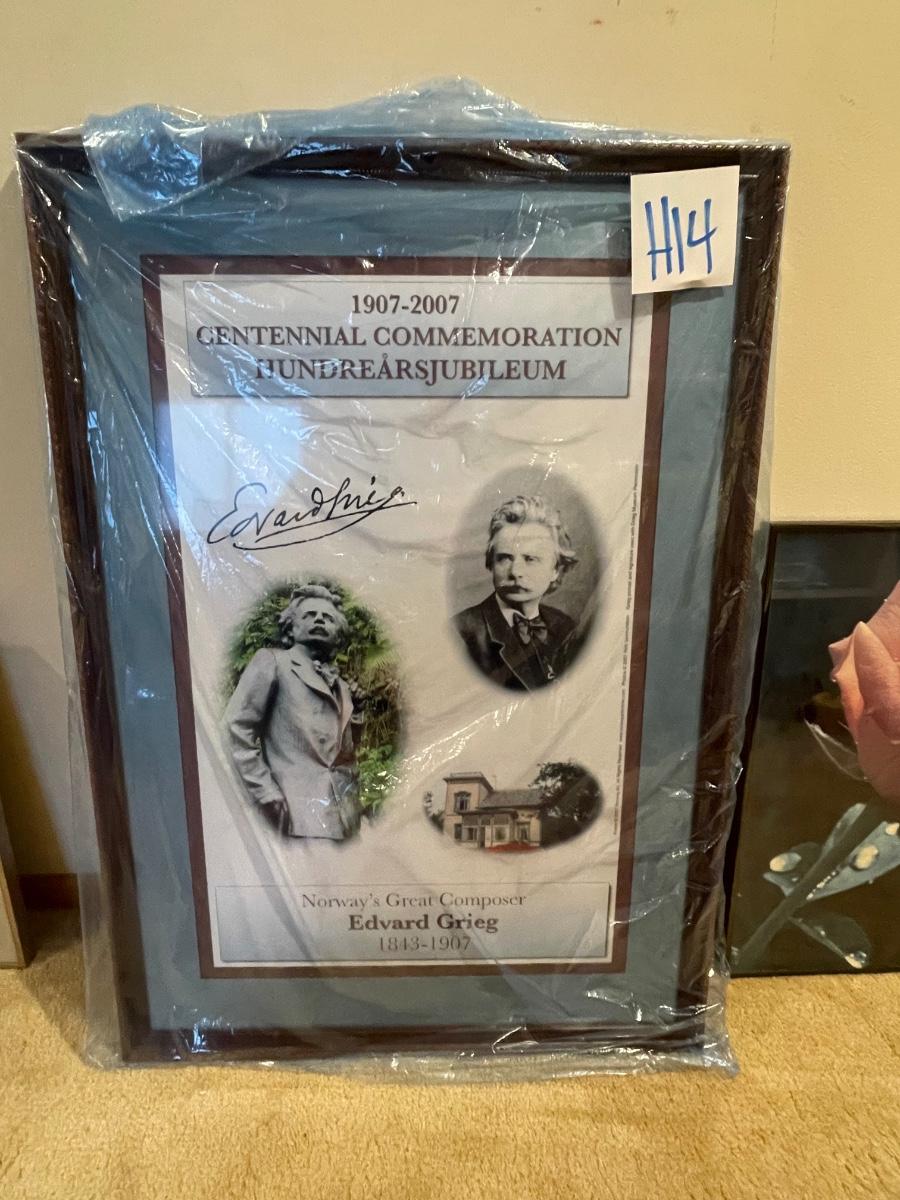 H14
1907-2007
CENTENNIAL COMMEMORATION
HUNDREÅRSJUBILEUM
Edvard Grieg
Norway's Great Composer
Edvard Grieg
1843-1907